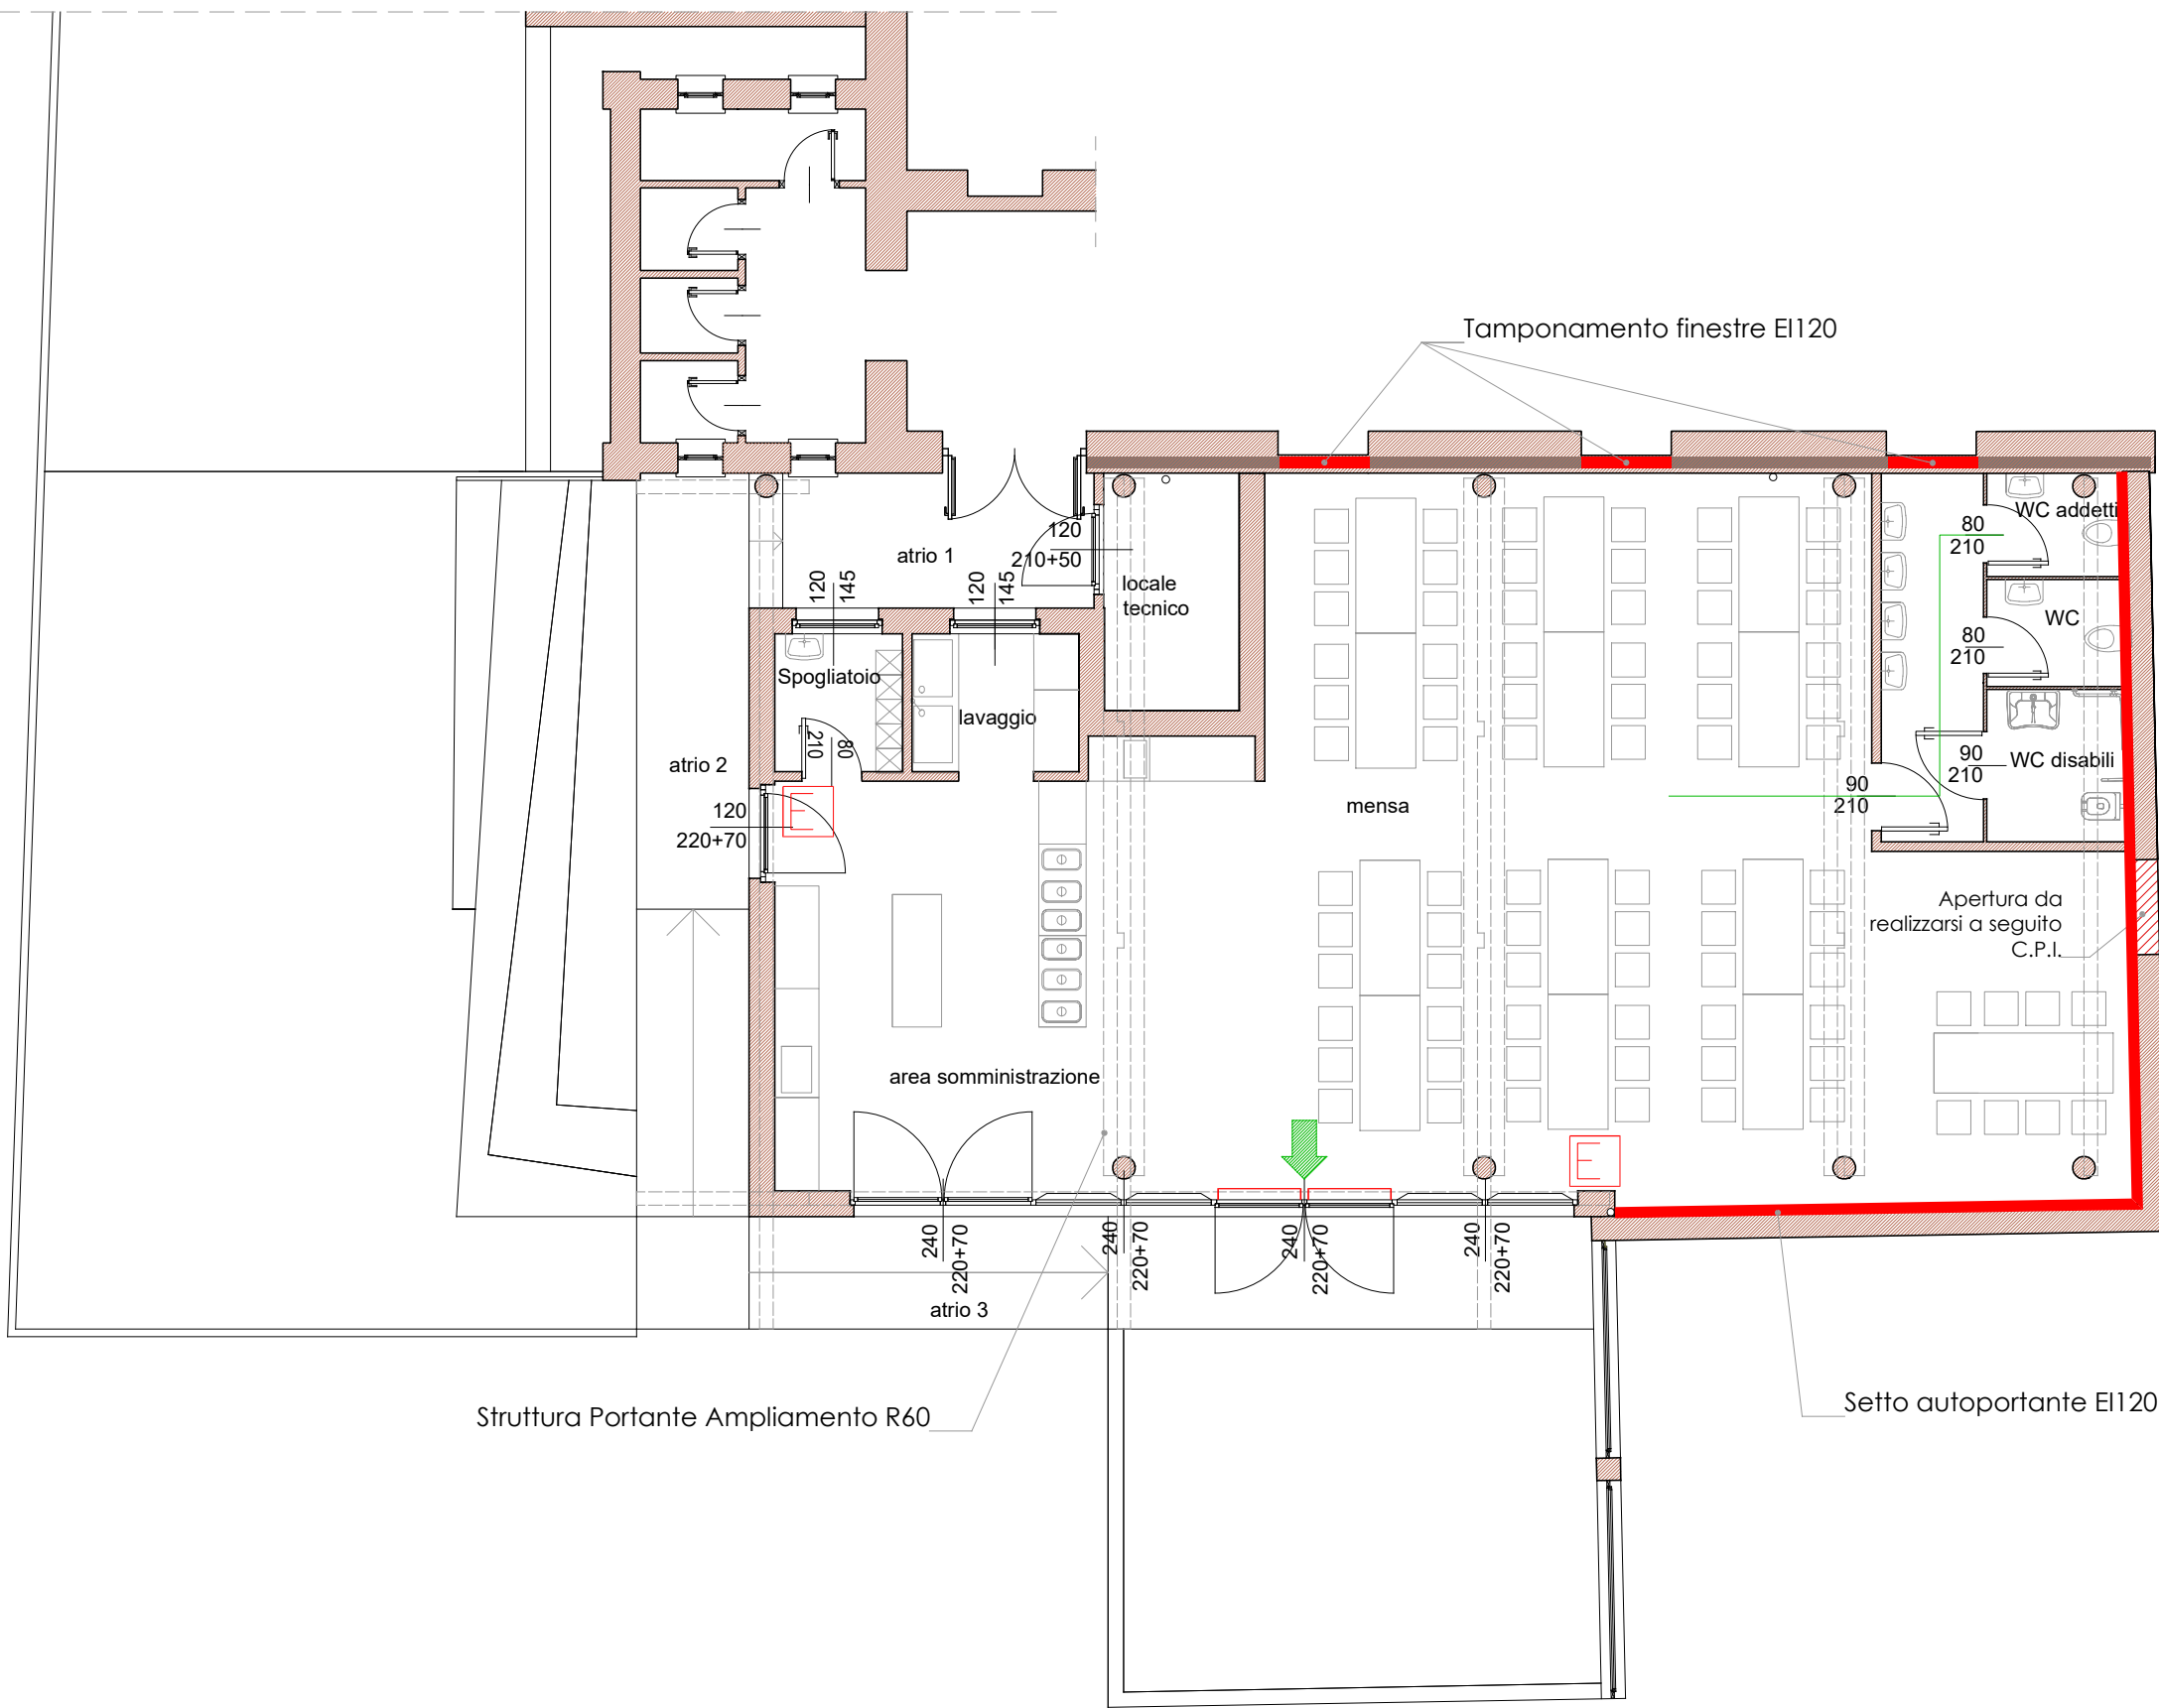 Tamponamento finestre EI120
WC addetti
80
210
120
210+50
atrio 1
locale
tecnico
120
145
120
145
WC
80
210
Spogliatoio
lavaggio
80
210
atrio 2
WC disabili
90
210
90
210
mensa
120
220+70
E
Apertura da
realizzarsi a seguito
C.P.I.
area somministrazione
E
240
220+70
240
220+70
240
220+70
240
220+70
atrio 3
Struttura Portante Ampliamento R60
Setto autoportante EI120